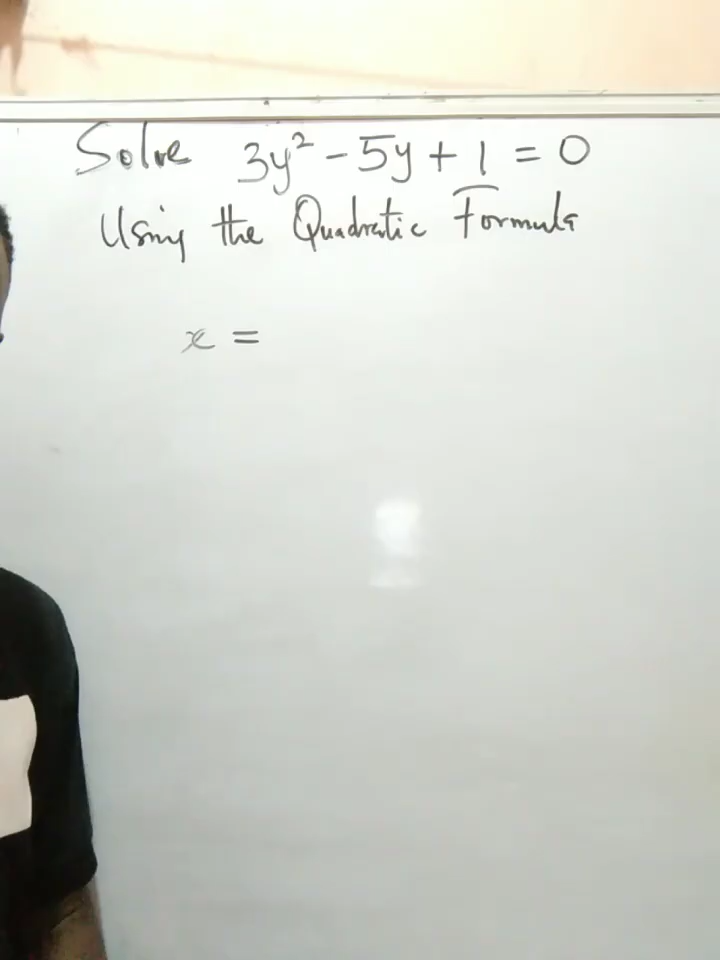 Solve 3y² - 5y + 1 = 0
Using the Quadratic Formula
x =